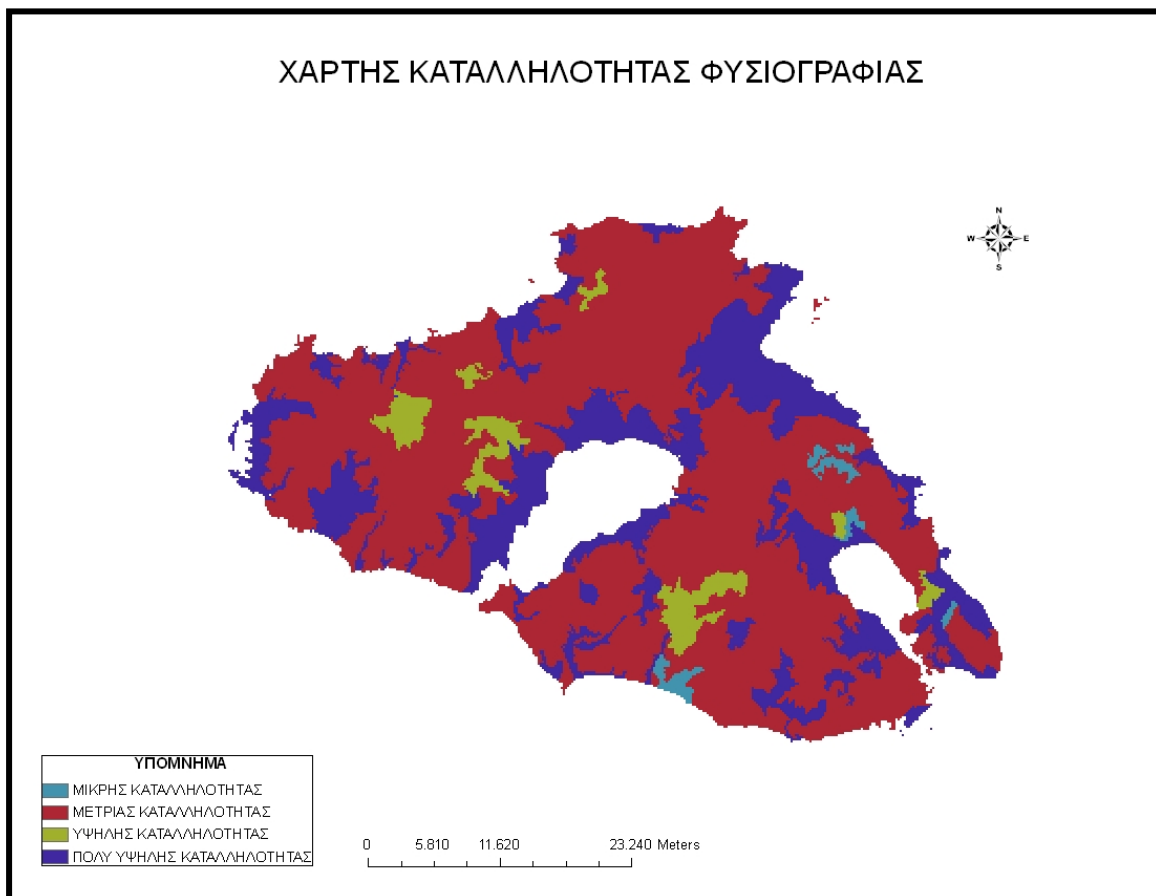 ΧΑΡΤΗΣ ΚΑΤΑΛΛΗΛΟΤΗΤΑΣ ΦΥΣΙΟΓΡΑΦΙΑΣ
N
W E
S
ΥΠΟΜΝΗΜΑ
ΜΙΚΡΗΣ ΚΑΤΑΛΛΗΛΟΤΗΤΑΣ
ΜΕΤΡΙΑΣ ΚΑΤΑΛΛΗΛΟΤΗΤΑΣ
ΥΨΗΛΗΣ ΚΑΤΑΛΛΗΛΟΤΗΤΑΣ
ΠΟΛΥ ΥΨΗΛΗΣ ΚΑΤΑΛΛΗΛΟΤΗΤΑΣ
0 5.810 11.620 23.240 Meters